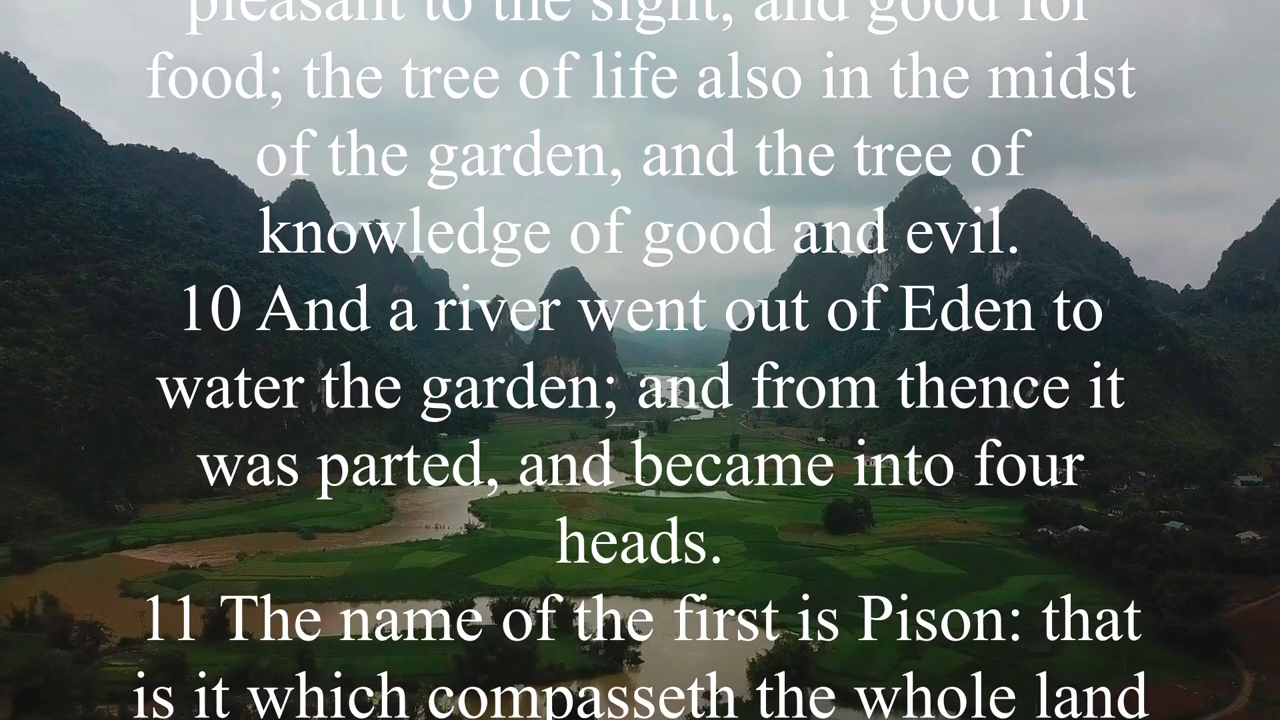 pleasant to the sight, and good for
food; the tree of life also in the midst
of the garden, and the tree of
knowledge of good and evil.
10 And a river went out of Eden to
water the garden; and from thence it
was parted, and became into four
heads.
11 The name of the first is Pison: that
is it which compasseth the whole land